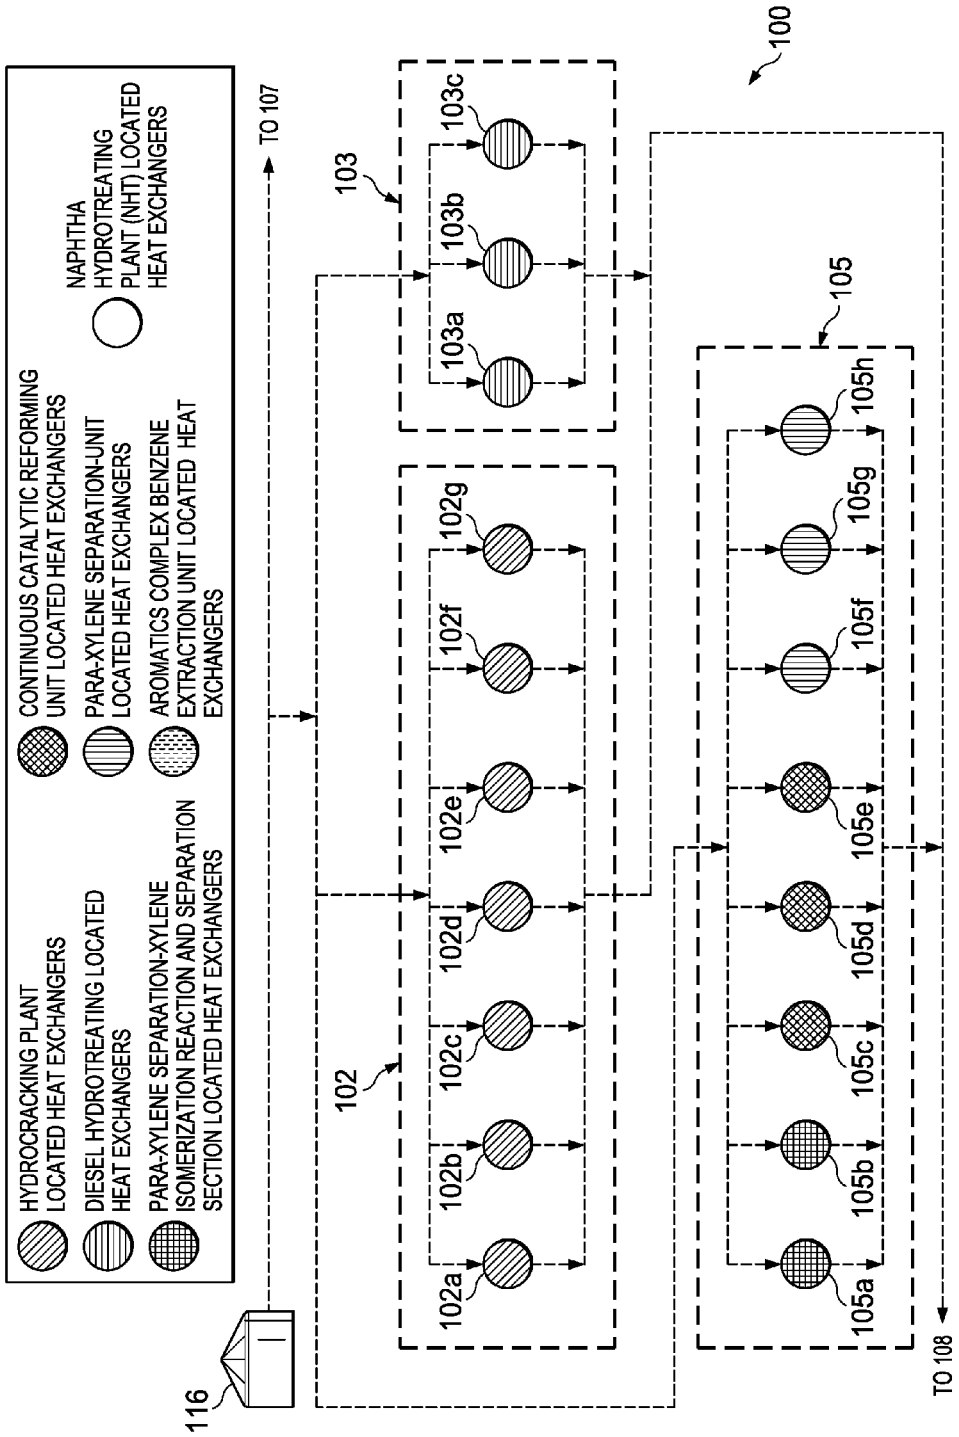 HYDROCRACKING PLANT
LOCATED HEAT EXCHANGERS
DIESEL HYDROTREATING LOCATED
HEAT EXCHANGERS
PARA-XYLENE SEPARATION-XYLENE
ISOMERIZATION REACTION AND SEPARATION
SECTION LOCATED HEAT EXCHANGERS
CONTINUOUS CATALYTIC REFORMING
UNIT LOCATED HEAT EXCHANGERS
PARA-XYLENE SEPARATION-UNIT
LOCATED HEAT EXCHANGERS
AROMATICS COMPLEX BENZENE
EXTRACTION UNIT LOCATED HEAT
EXCHANGERS
NAPHTHA
HYDROTREATING
PLANT (NHT) LOCATED
HEAT EXCHANGERS
116
TO 107
102
102a
102b
102c
102d
102e
102f
102g
103
103a
103b
103c
100
105
105a
105b
105c
105d
105e
105f
105g
105h
TO 108